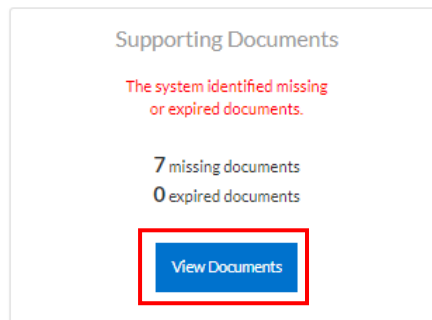 Supporting Documents
The system identified missing
or expired documents.
7 missing documents
0 expired documents
View Documents